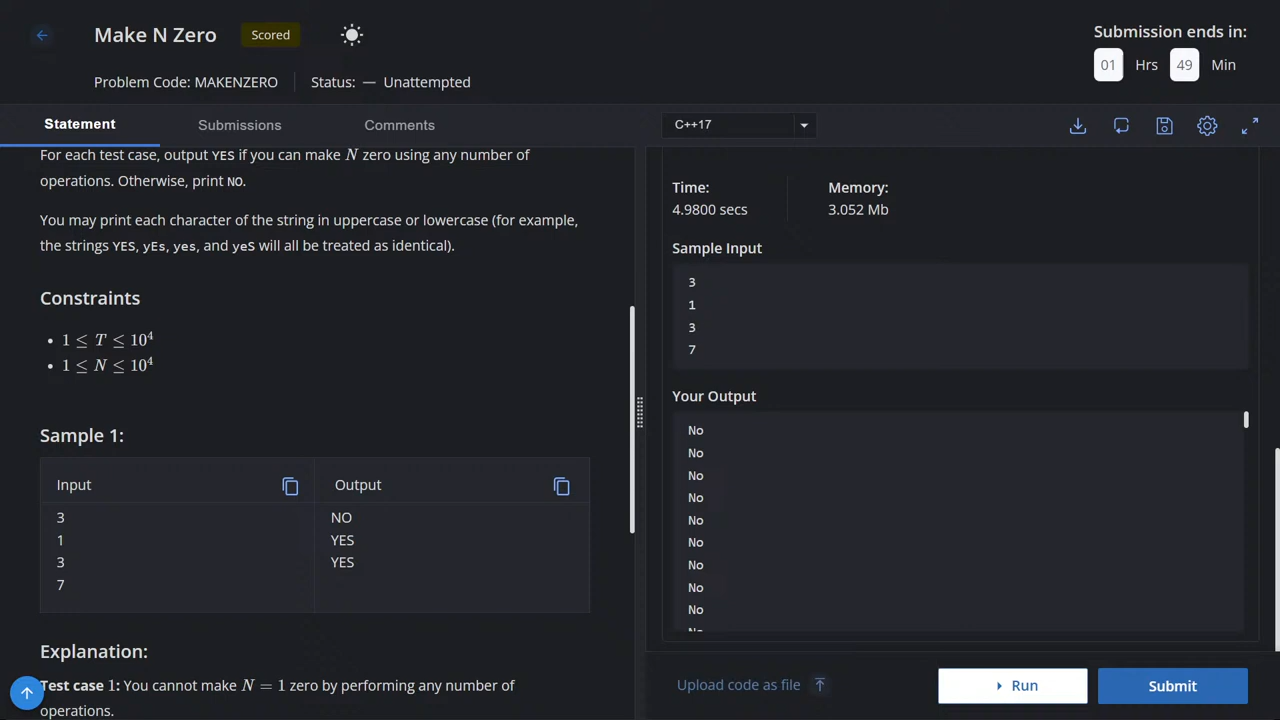 Make N Zero
Scored
Submission ends in:
01 Hrs 49 Min
Problem Code: MAKENZERO
Status: — Unattempted
Statement
Submissions
Comments
C++17
For each test case, output YES if you can make N zero using any number of
operations. Otherwise, print NO.
You may print each character of the string in uppercase or lowercase (for example,
the strings YES, yEs, yes, and yeS will all be treated as identical).
Constraints
• 1 ≤ T ≤ 10⁴
• 1 ≤ N ≤ 10⁴
Sample 1:
Input
3
1
3
7
Output
NO
YES
YES
Explanation:
Test case 1: You cannot make N = 1 zero by performing any number of
operations.
Time:
4.9800 secs
Memory:
3.052 Mb
Sample Input
3
1
3
7
Your Output
No
No
No
No
No
No
No
No
No
No
Upload code as file
Run
Submit